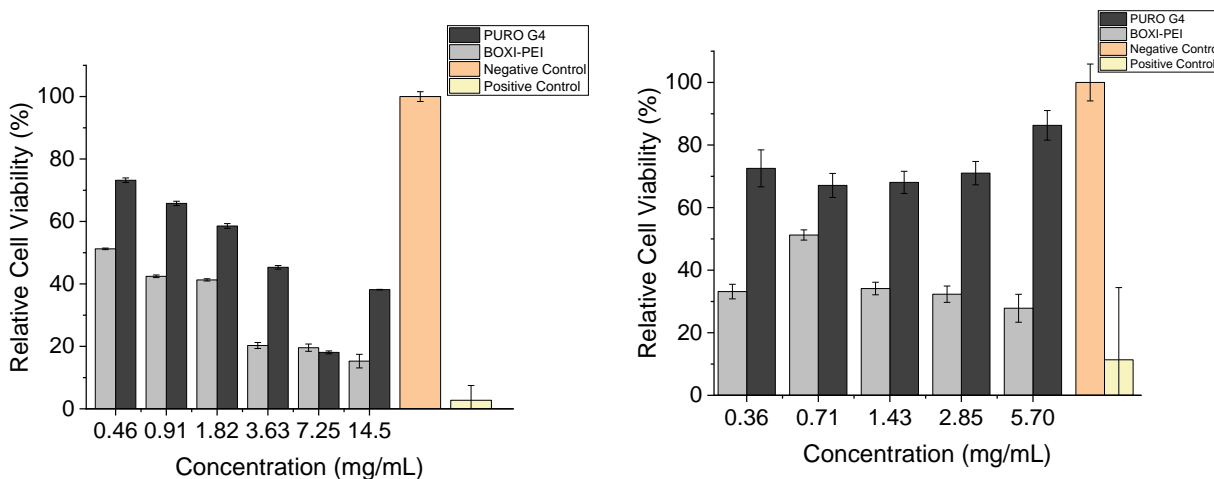 PURO G4
BOXI-PEI
Negative Control
Positive Control
Relative Cell Viability (%)
100
80
60
40
20
0
0.46 0.91 1.82 3.63 7.25 14.5
Concentration (mg/mL)
PURO G4
BOXI-PEI
Negative Control
Positive Control
Relative Cell Viability (%)
100
80
60
40
20
0
0.36 0.71 1.43 2.85 5.70
Concentration (mg/mL)